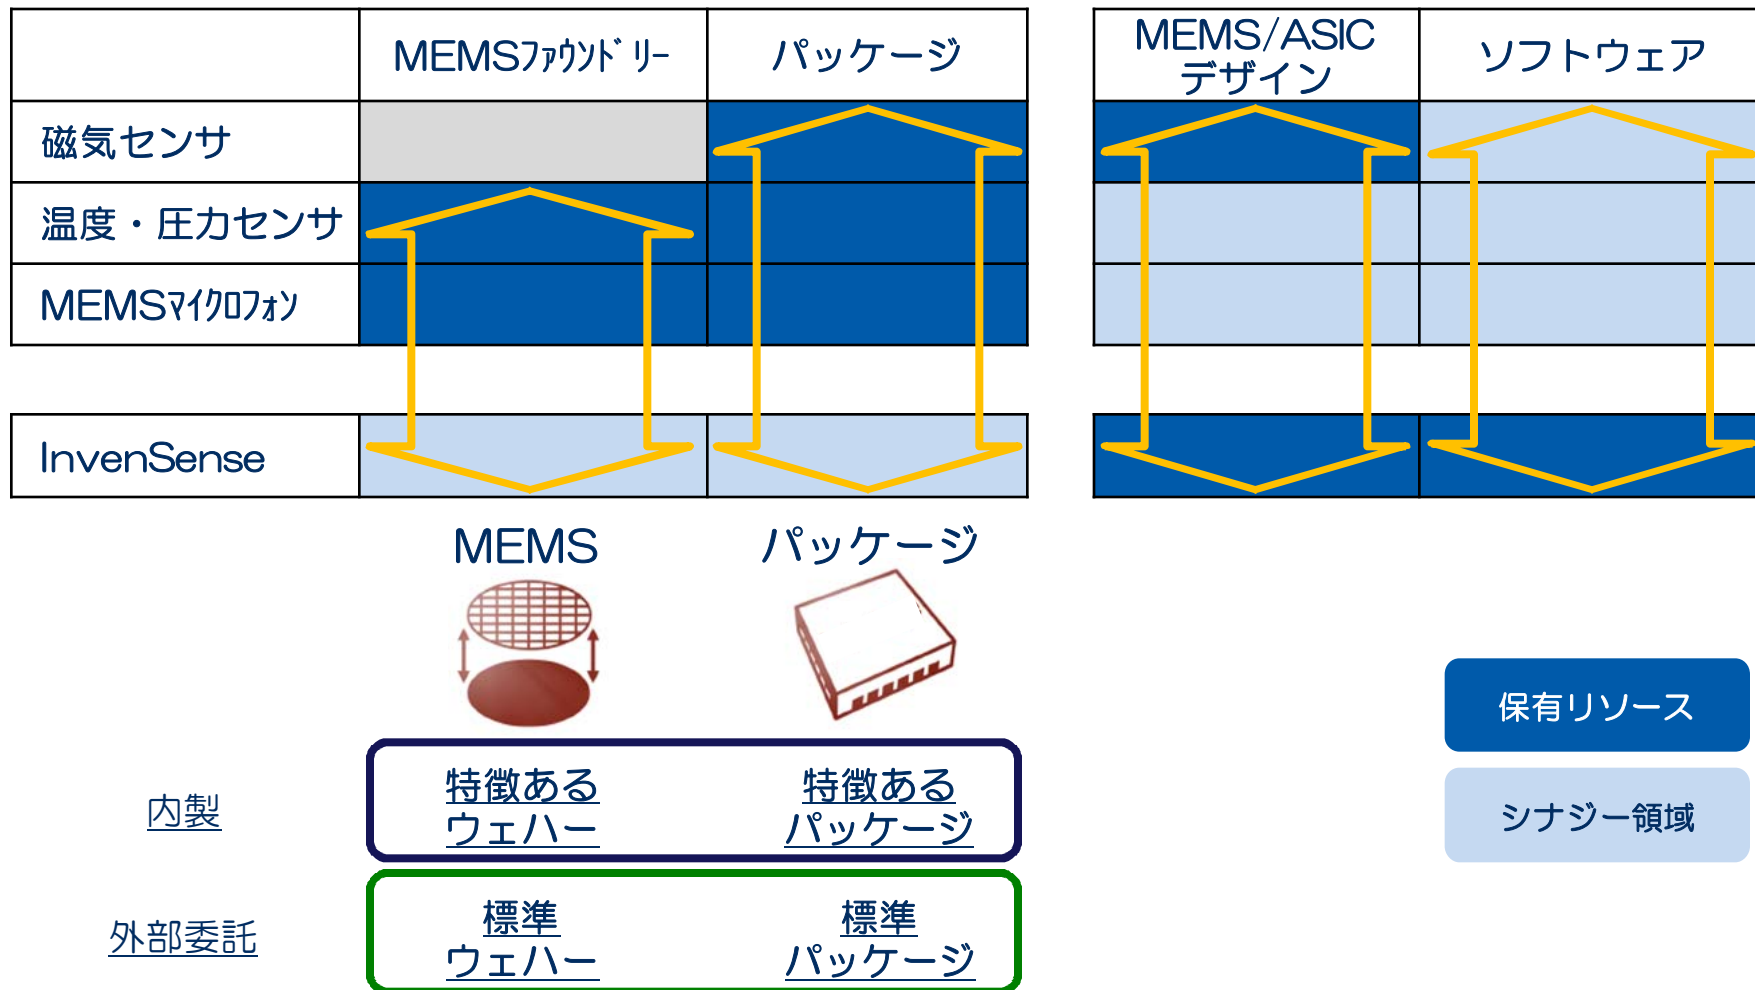 MEMSﾌｧｳﾝﾄﾞﾘｰ
パッケージ
MEMS/ASIC
デザイン
ソフトウェア
磁気センサ
温度・圧力センサ
MEMSﾏｲｸﾛﾌｫﾝ
InvenSense
MEMS
パッケージ
保有リソース
シナジー領域
内製
特徴ある
ウェハー
特徴ある
パッケージ
外部委託
標準
ウェハー
標準
パッケージ